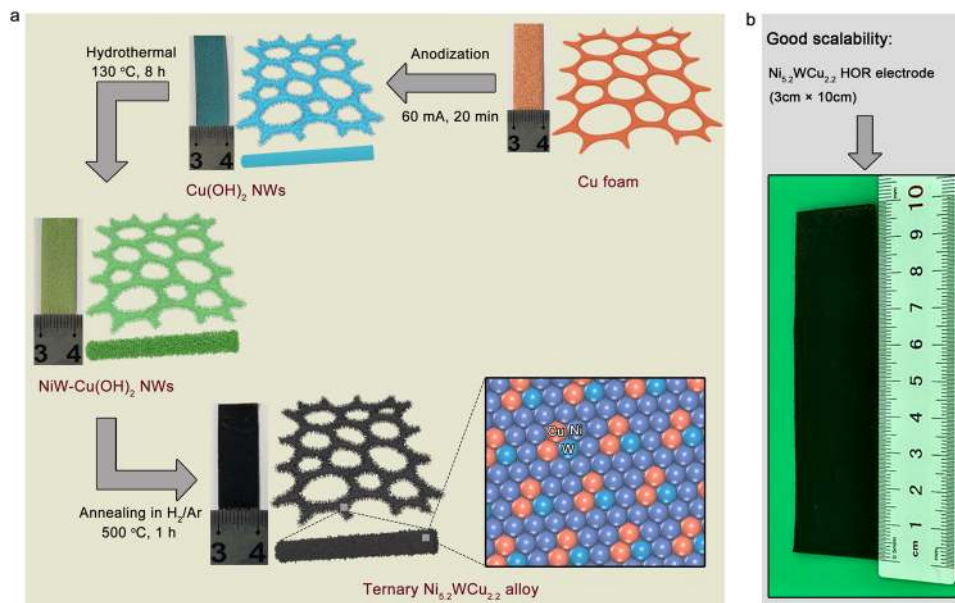 a
Hydrothermal
130 °C, 8 h
Anodization
60 mA, 20 min
3 4
3 4
Cu(OH)₂ NWs
Cu foam
3 4
NiW-Cu(OH)₂ NWs
Annealing in H₂/Ar
500 °C, 1 h
3 4
Cu Ni
W
Ternary Ni₅.₂WCu₂.₂ alloy
b
Good scalability:
Ni₅.₂WCu₂.₂ HOR electrode
(3cm × 10cm)
10
9
8
7
6
5
4
3
2
1
cm